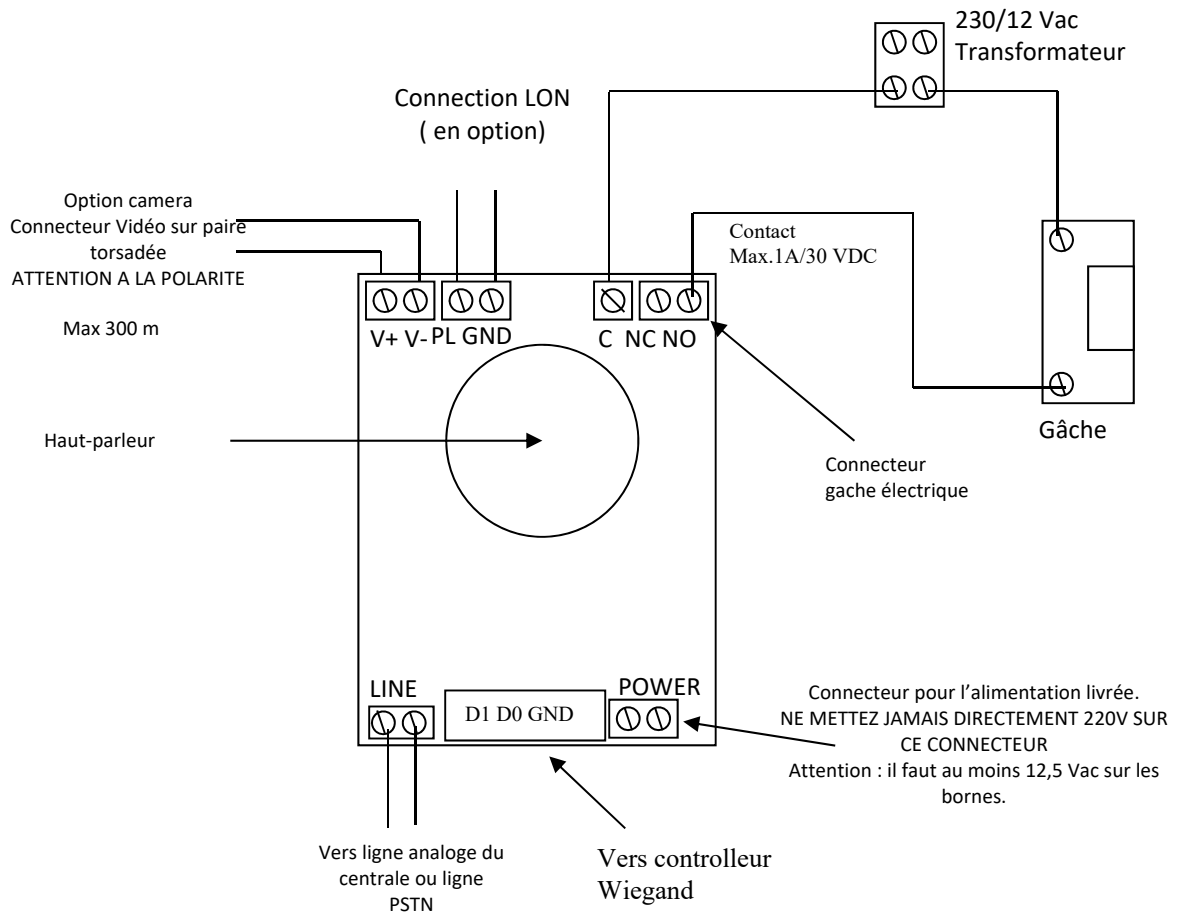 230/12 Vac
Transformateur
Connection LON
( en option)
Option camera
Connecteur Vidéo sur paire
torsadée
ATTENTION A LA POLARITE
Max 300 m
Contact
Max.1A/30 VDC
V+ V- PL GND
C NC NO
Gâche
Haut-parleur
Connecteur
gache électrique
LINE
D1 D0 GND
POWER
Connecteur pour l’alimentation livrée.
NE METTEZ JAMAIS DIRECTEMENT 220V SUR
CE CONNECTEUR
Attention : il faut au moins 12,5 Vac sur les
bornes.
Vers ligne analoge du
centrale ou ligne
PSTN
Vers controlleur
Wiegand